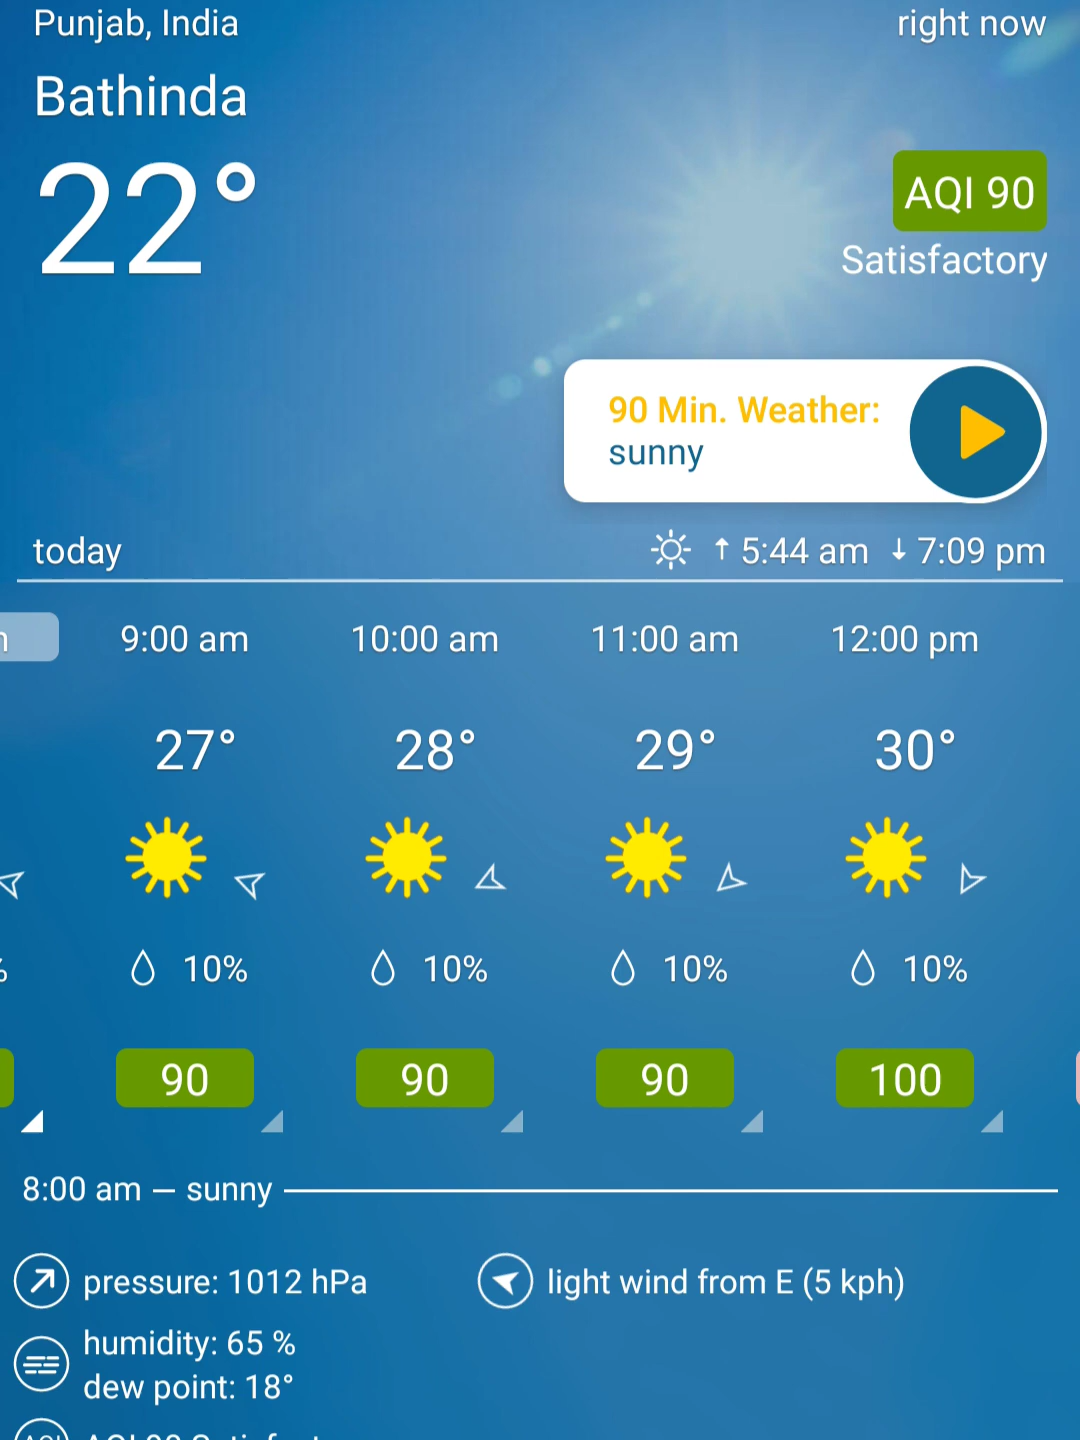 Punjab, India
right now
Bathinda
22°
AQI 90
Satisfactory
90 Min. Weather:
sunny
today
5:44 am
7:09 pm
9:00 am
10:00 am
11:00 am
12:00 pm
27°
28°
29°
30°
10%
10%
10%
10%
90
90
90
100
8:00 am — sunny
pressure: 1012 hPa
light wind from E (5 kph)
humidity: 65 %
dew point: 18°